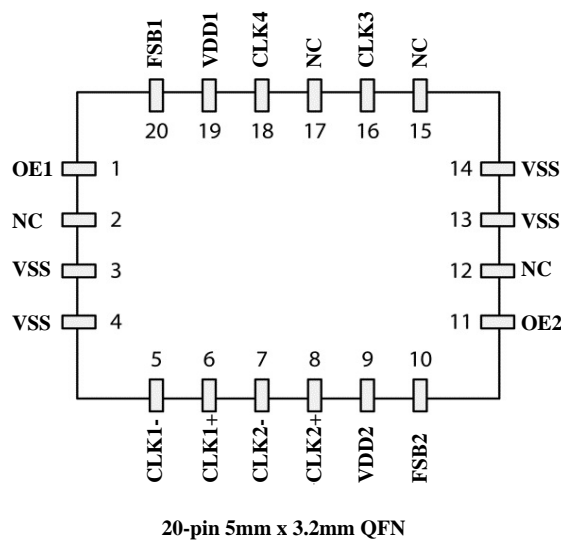 FSB1 VDD1 CLK4 NC CLK3 NC
20 19 18 17 16 15
OE1 1 14 VSS
NC 2 13 VSS
VSS 3 12 NC
VSS 4 11 OE2
5 6 7 8 9 10
CLK1- CLK1+ CLK2- CLK2+ VDD2 FSB2
20-pin 5mm x 3.2mm QFN